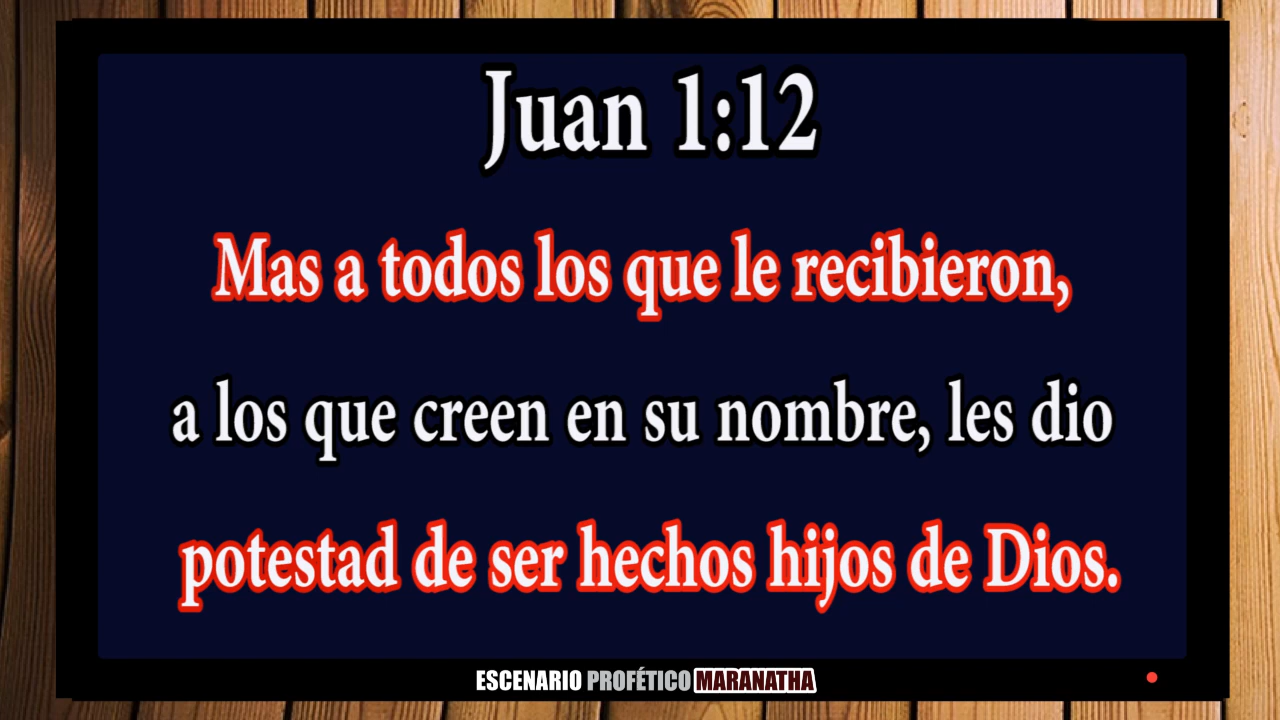 Juan 1:12
Mas a todos los que le recibieron,
a los que creen en su nombre, les dio
potestad de ser hechos hijos de Dios.
ESCENARIO PROFÉTICO MARANATHA